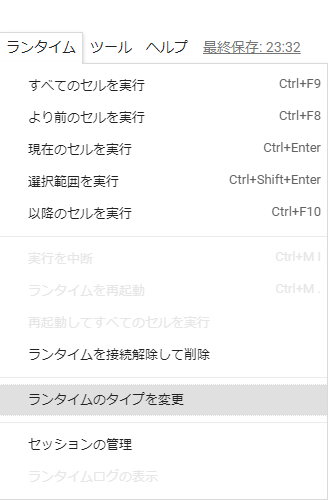 ランタイム ツール ヘルプ 最終保存: 23:32
すべてのセルを実行 Ctrl+F9
より前のセルを実行 Ctrl+F8
現在のセルを実行 Ctrl+Enter
選択範囲を実行 Ctrl+Shift+Enter
以降のセルを実行 Ctrl+F10
実行を中断 Ctrl+M I
ランタイムを再起動 Ctrl+M .
再起動してすべてのセルを実行
ランタイムを接続解除して削除
ランタイムのタイプを変更
セッションの管理
ランタイムログの表示